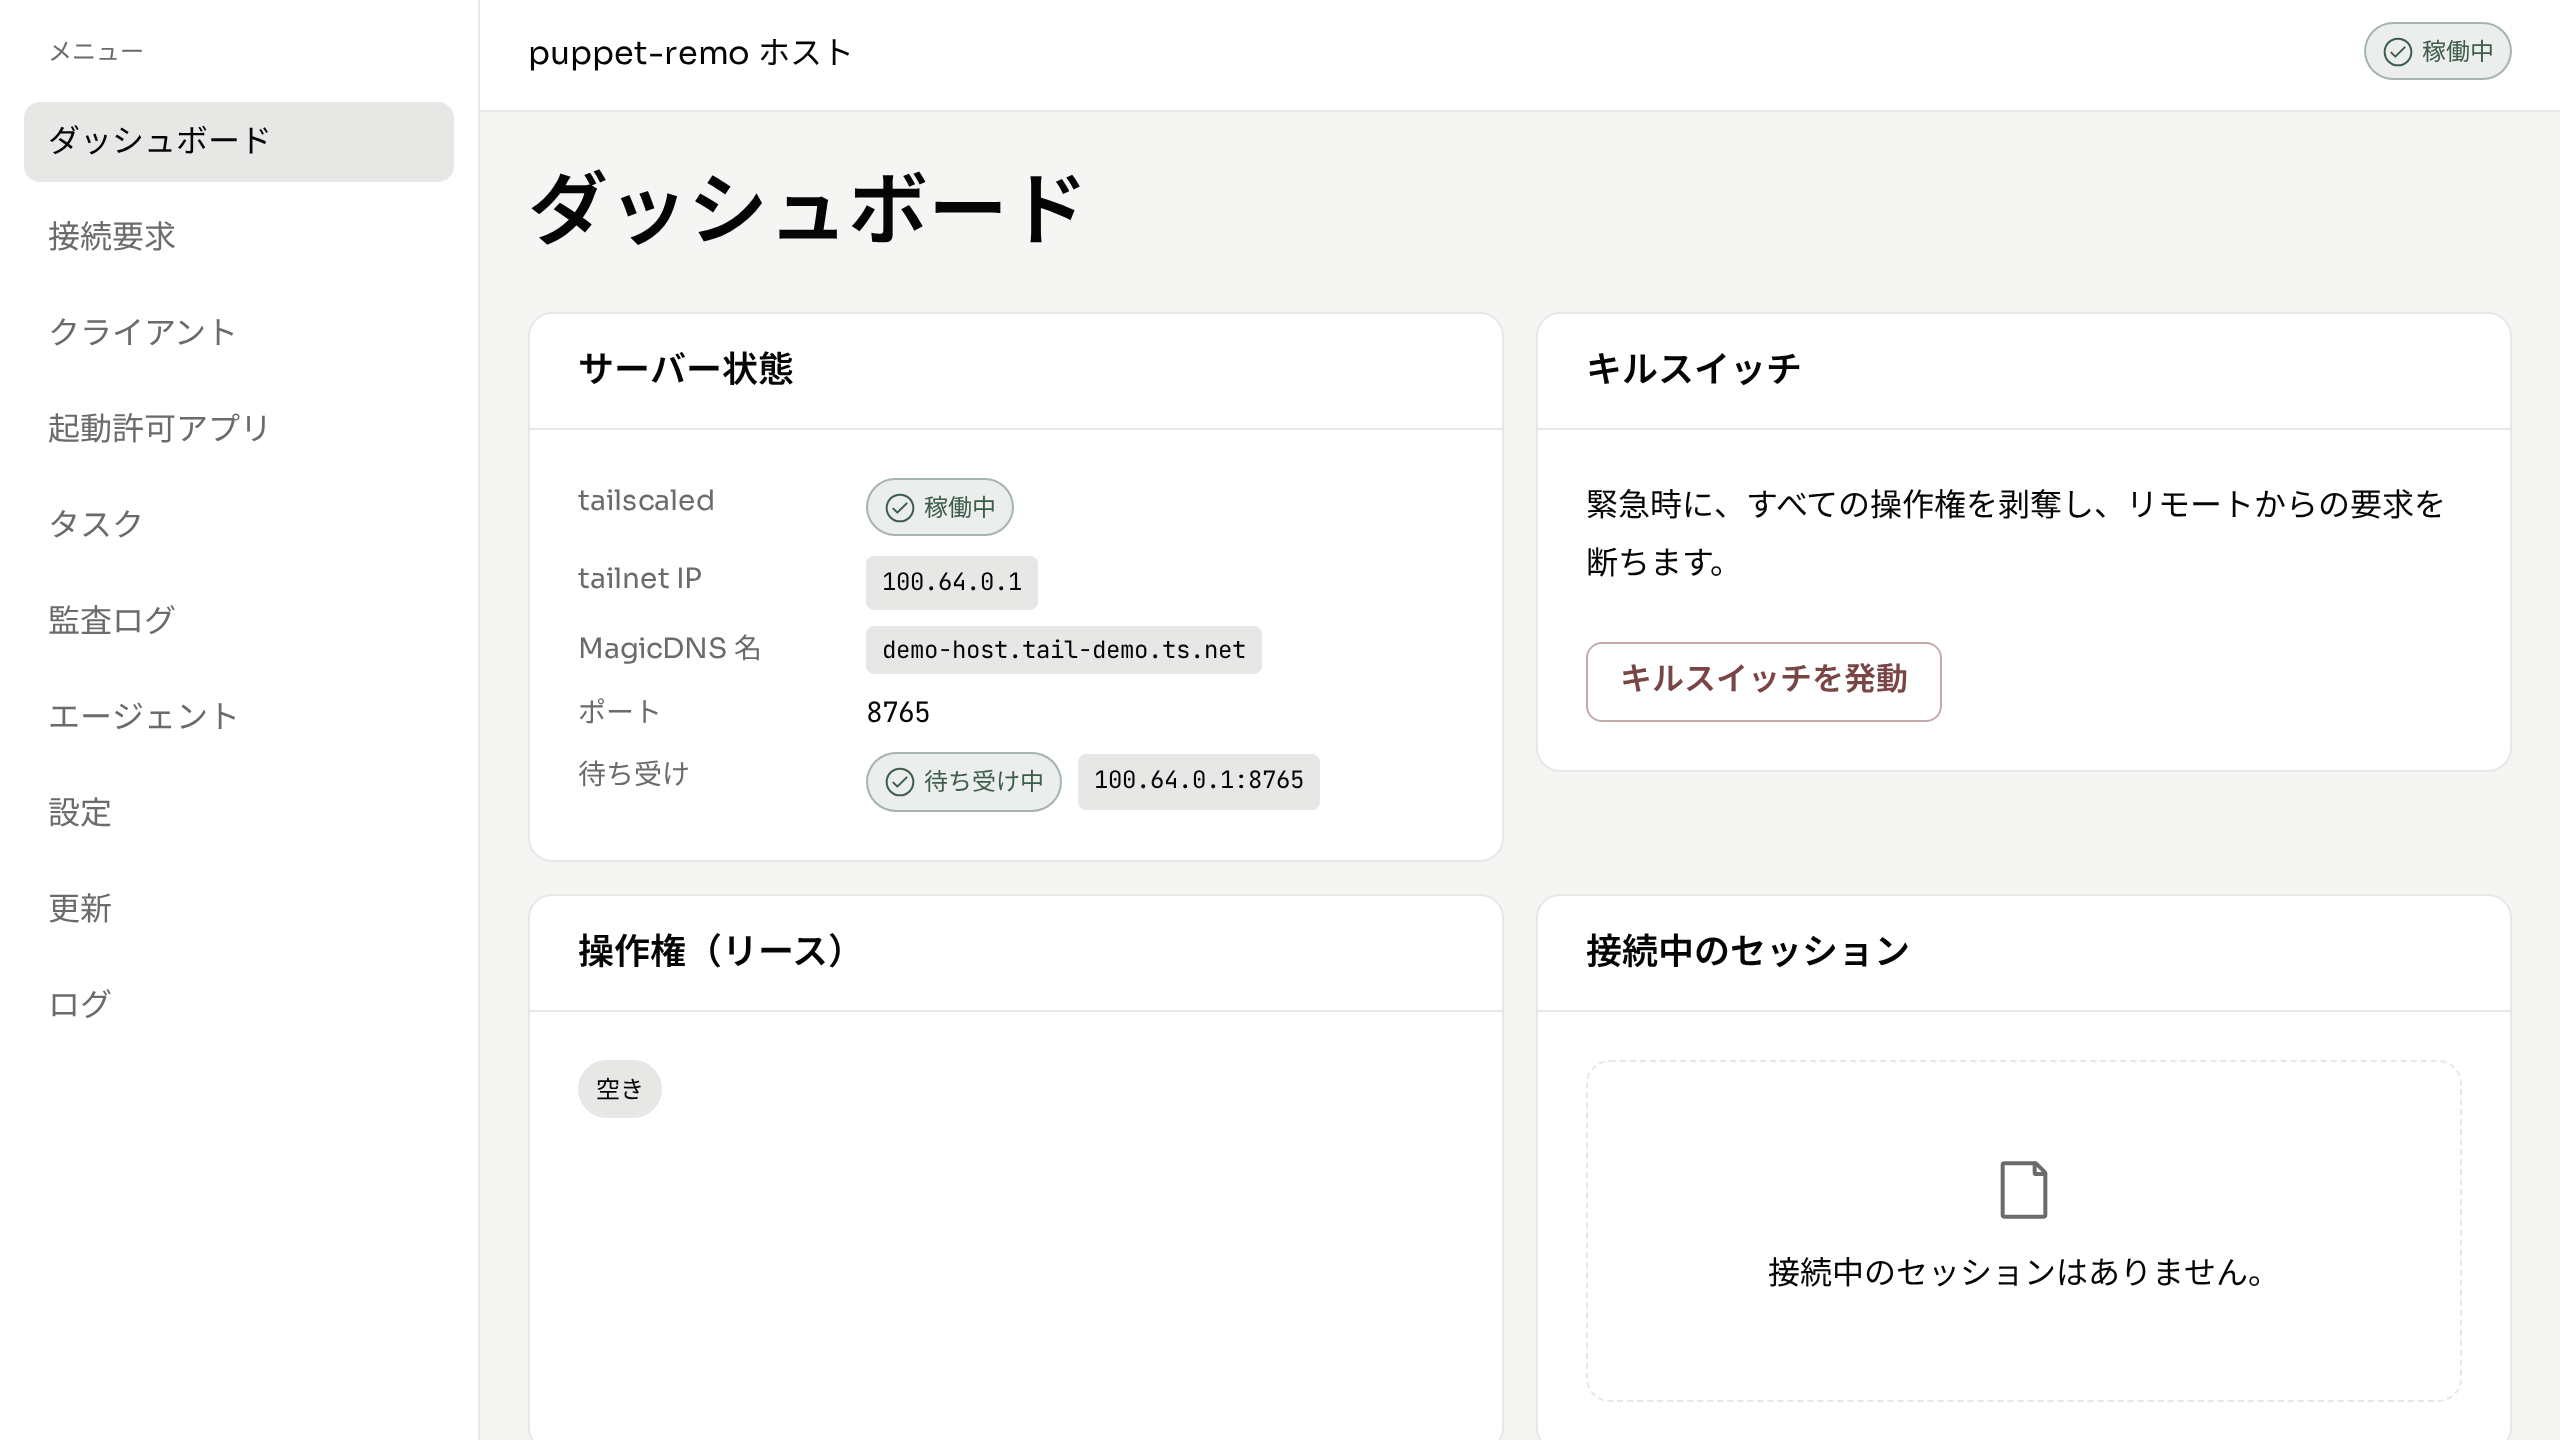 メニュー
ダッシュボード
接続要求
クライアント
起動許可アプリ
タスク
監査ログ
エージェント
設定
更新
ログ
puppet-remo ホスト
稼働中
ダッシュボード
サーバー状態
tailscaled
稼働中
tailnet IP
100.64.0.1
MagicDNS 名
demo-host.tail-demo.ts.net
ポート
8765
待ち受け
待ち受け中
100.64.0.1:8765
キルスイッチ
緊急時に、すべての操作権を剥奪し、リモートからの要求を
断ちます。
キルスイッチを発動
操作権（リース）
空き
接続中のセッション
接続中のセッションはありません。